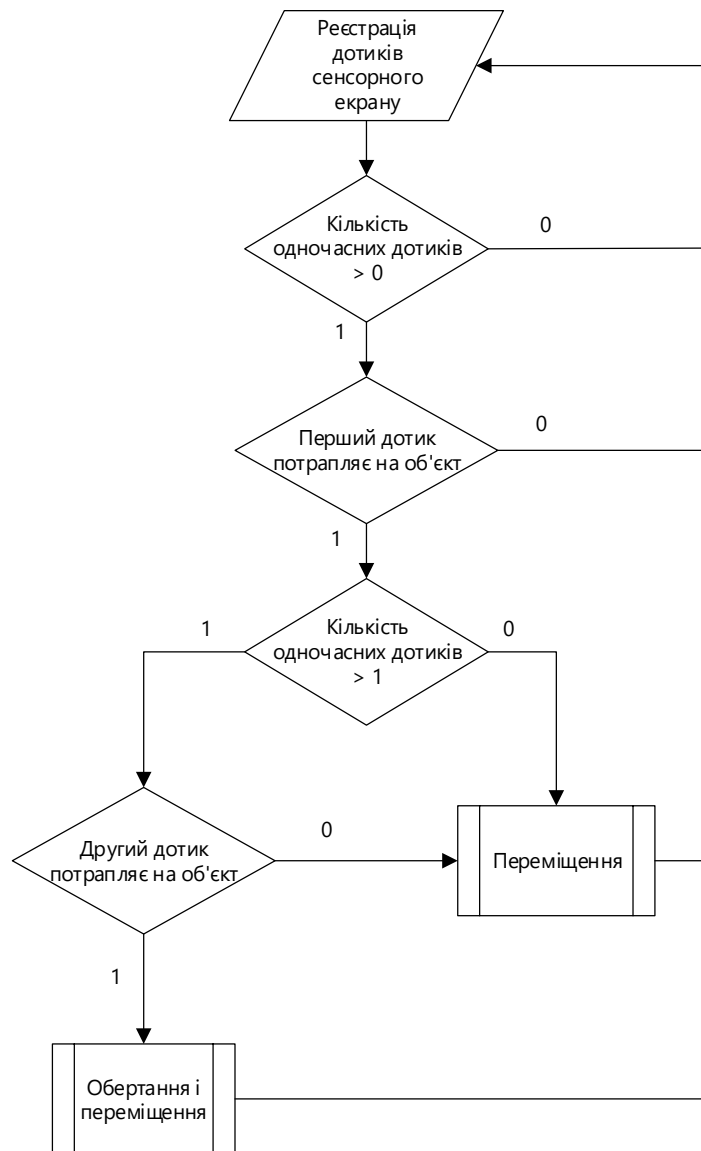 Реєстрація
дотиків
сенсорного
екрану
Кількість
одночасних дотиків
> 0
0
1
Перший дотик
потрапляє на об'єкт
0
1
Кількість
одночасних дотиків
> 1
1
0
Другий дотик
потрапляє на об'єкт
0
Переміщення
1
Обертання і
переміщення